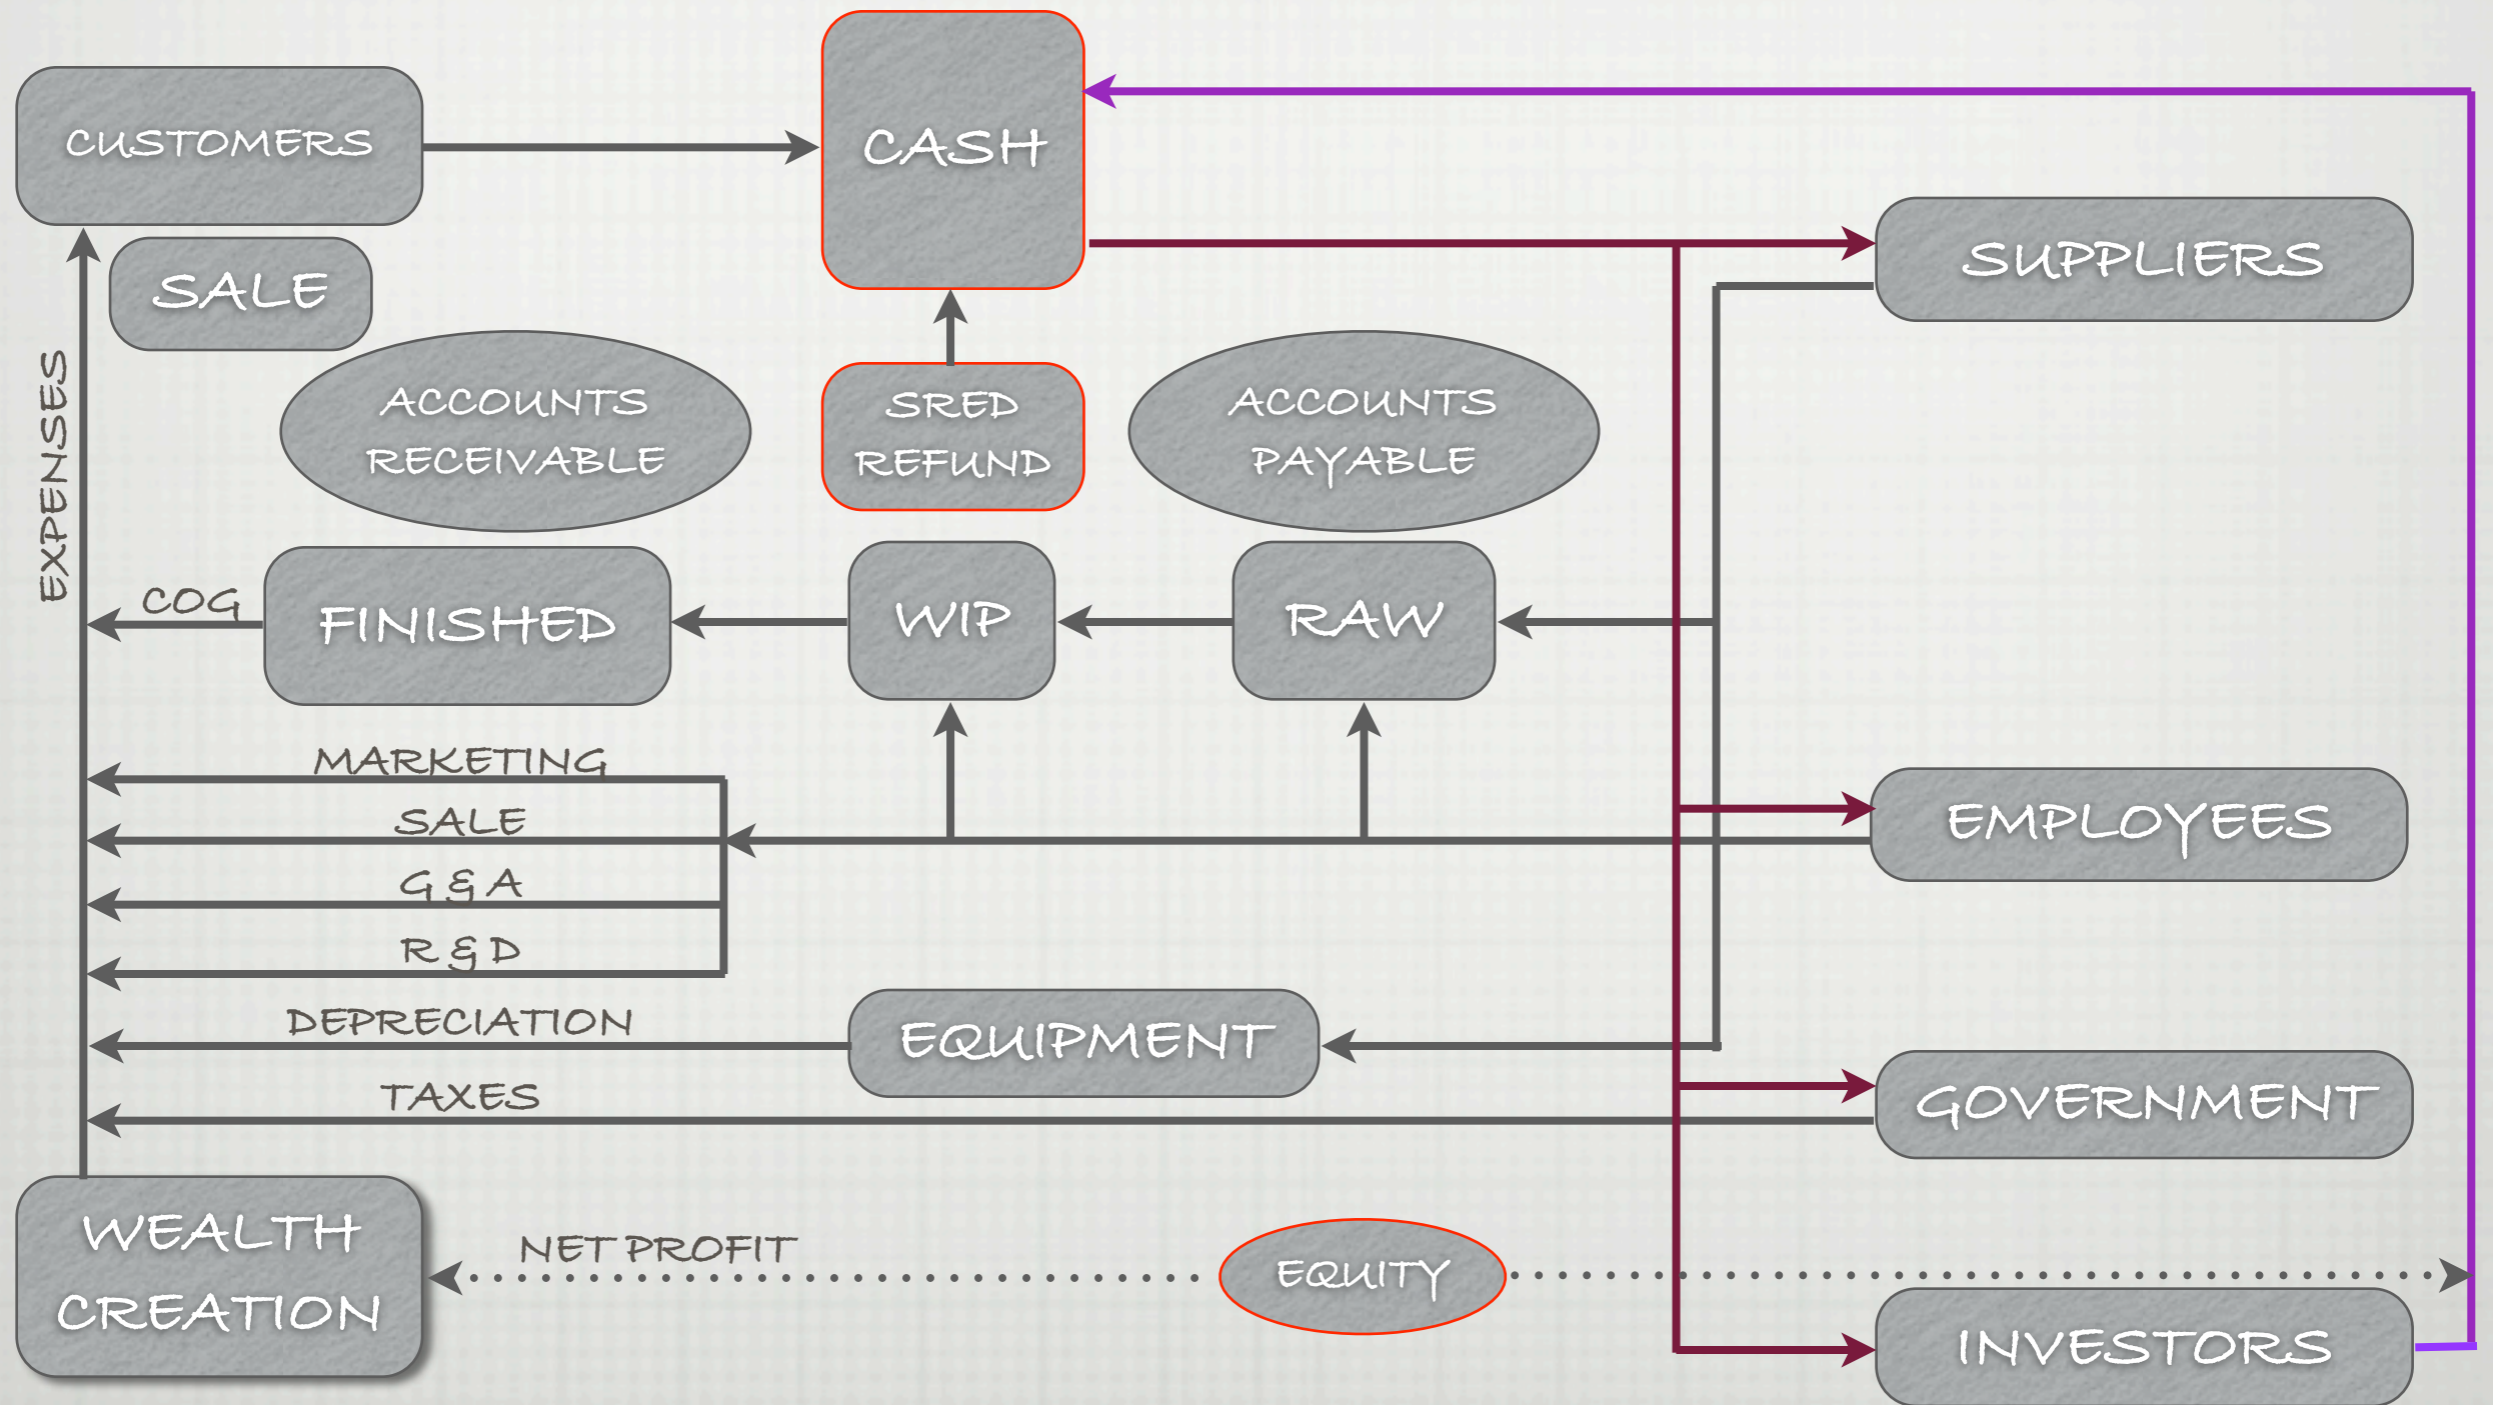 CUSTOMERS
CASH
SUPPLIERS
SALE
EXPENSES
ACCOUNTS
RECEIVABLE
SRED
REFUND
ACCOUNTS
PAYABLE
COG
FINISHED
WIP
RAW
MARKETING
SALE
G & A
R & D
EMPLOYEES
DEPRECIATION
EQUIPMENT
TAXES
GOVERNMENT
WEALTH
CREATION
NET PROFIT
EQUITY
INVESTORS